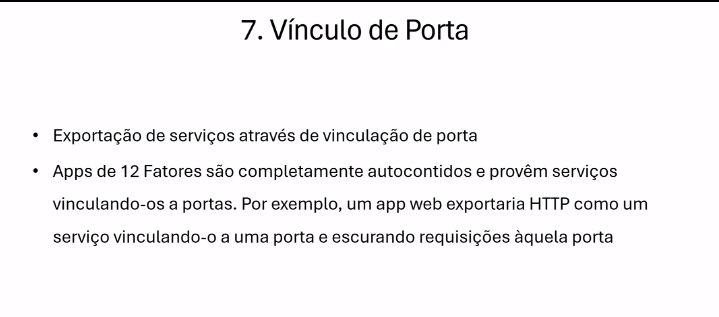 7. Vínculo de Porta
• Exportação de serviços através de vinculação de porta
• Apps de 12 Fatores são completamente autocontidos e provêm serviços
vinculando-os a portas. Por exemplo, um app web exportaria HTTP como um
serviço vinculando-o a uma porta e escurando requisições àquela porta